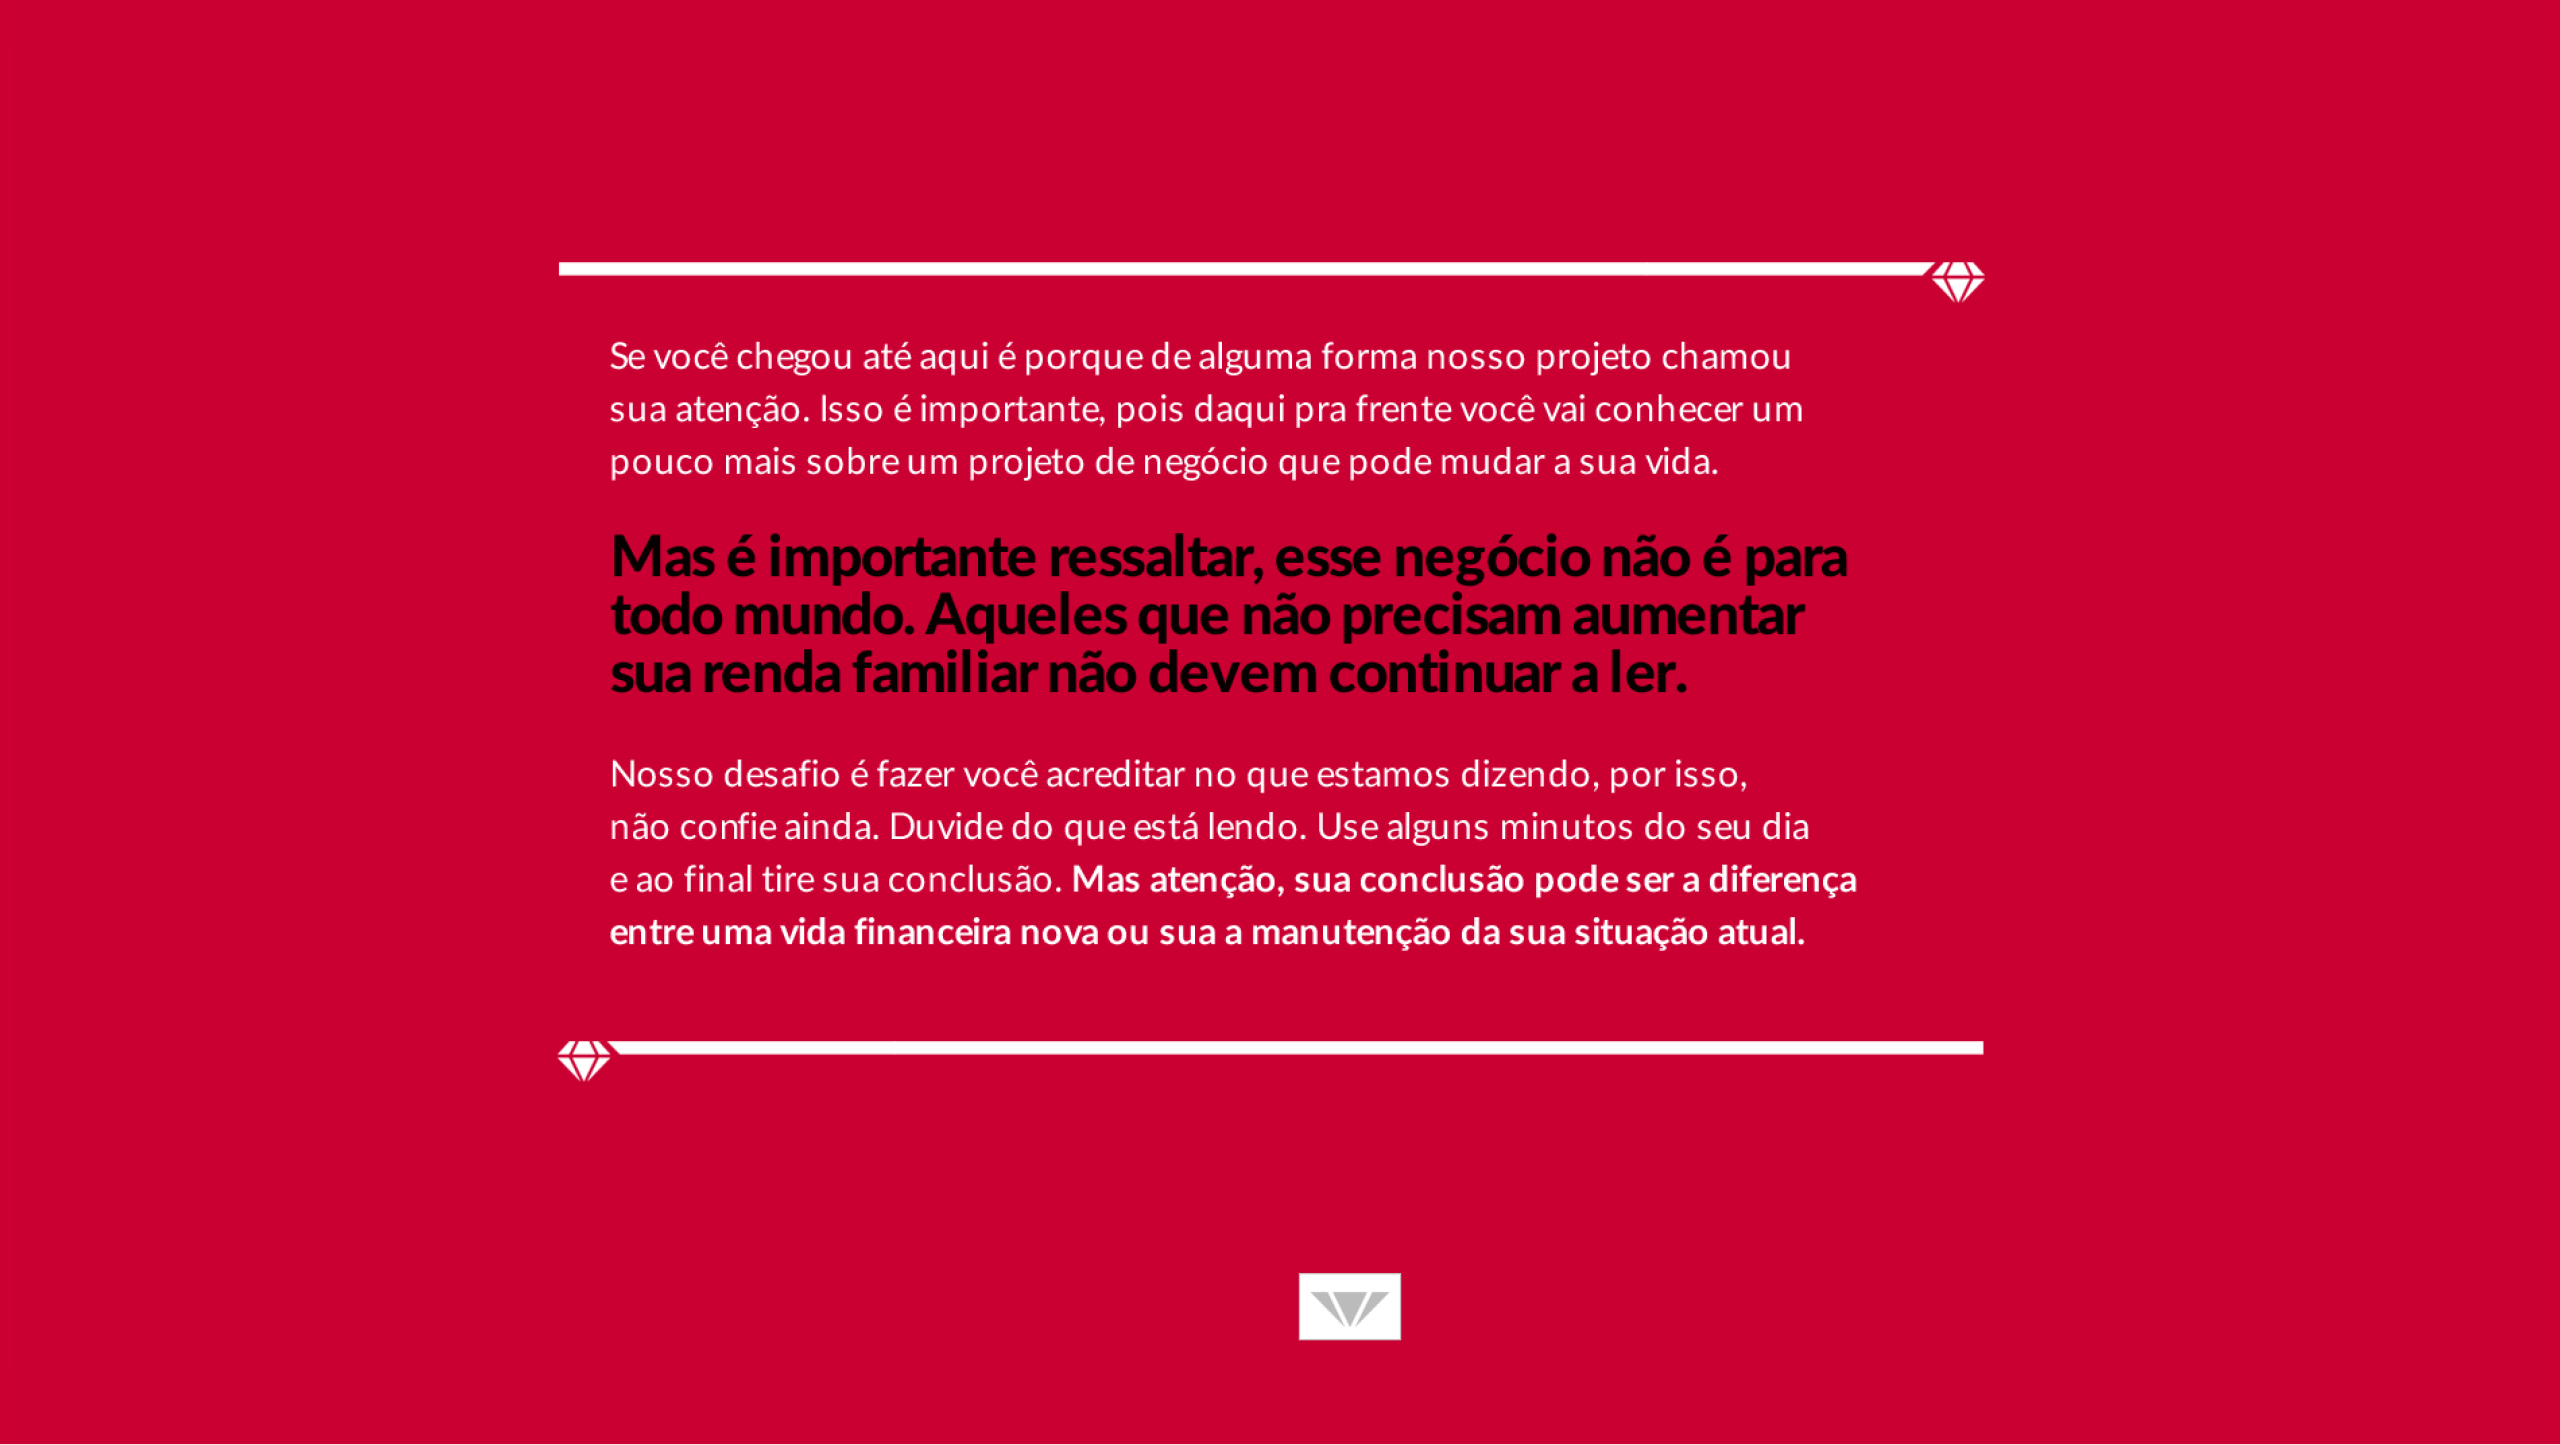 Se você chegou até aqui é porque de alguma forma nosso projeto chamou
sua atenção. Isso é importante, pois daqui pra frente você vai conhecer um
pouco mais sobre um projeto de negócio que pode mudar a sua vida.
Mas é importante ressaltar, esse negócio não é para
todo mundo. Aqueles que não precisam aumentar
sua renda familiar não devem continuar a ler.
Nosso desafio é fazer você acreditar no que estamos dizendo, por isso,
não confie ainda. Duvide do que está lendo. Use alguns minutos do seu dia
e ao final tire sua conclusão. Mas atenção, sua conclusão pode ser a diferença
entre uma vida financeira nova ou sua a manutenção da sua situação atual.